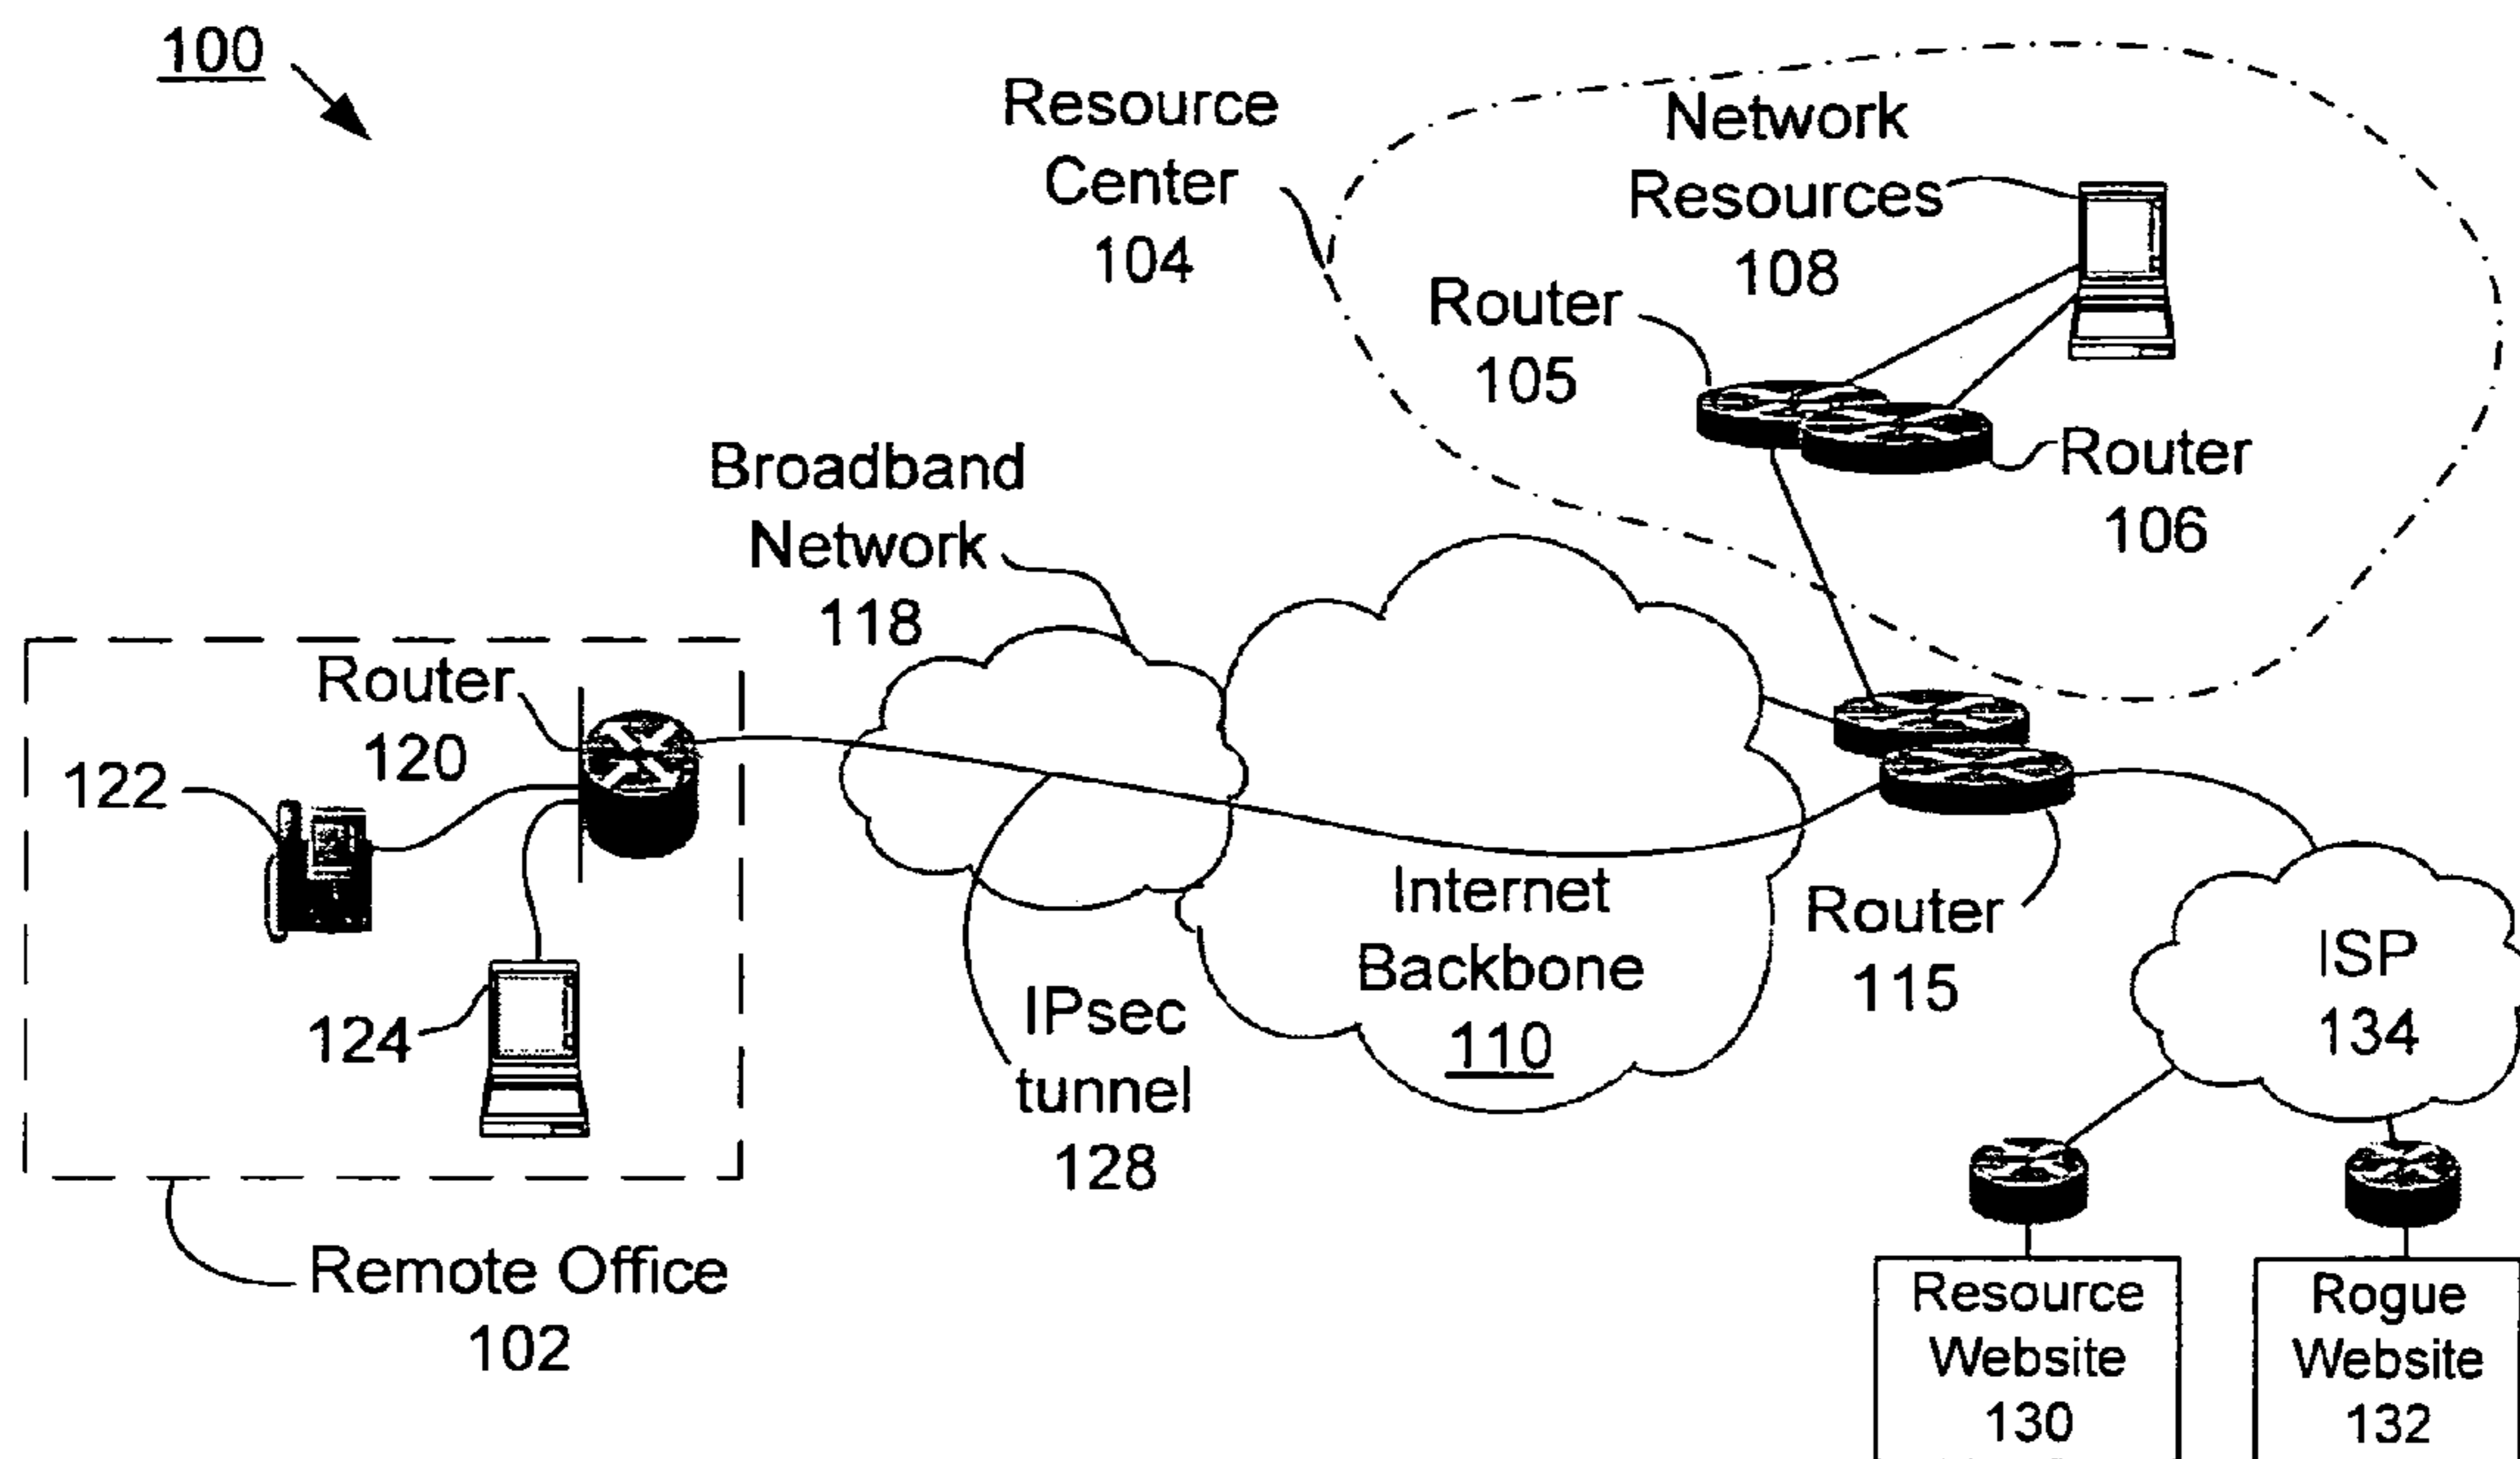 100
Resource
Center
104
Network
Resources
108
Router
105
Router
106
Broadband
Network
118
Router
120
122
124
Remote Office
102
IPsec
tunnel
128
Internet
Backbone
110
Router
115
ISP
134
Resource
Website
130
Rogue
Website
132